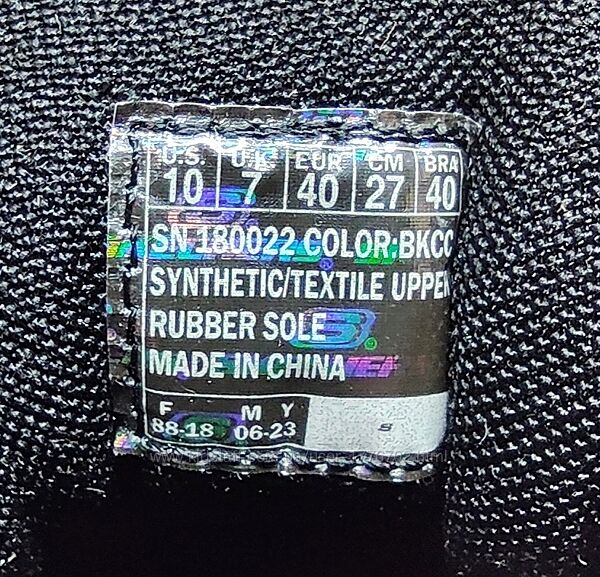 U.S. U.K. EUR CM BRA
10 7 40 27 40
SN 180022 COLOR:BKCC
SYNTHETIC/TEXTILE UPPER
RUBBER SOLE
MADE IN CHINA
F M Y
88-18 06-23
S